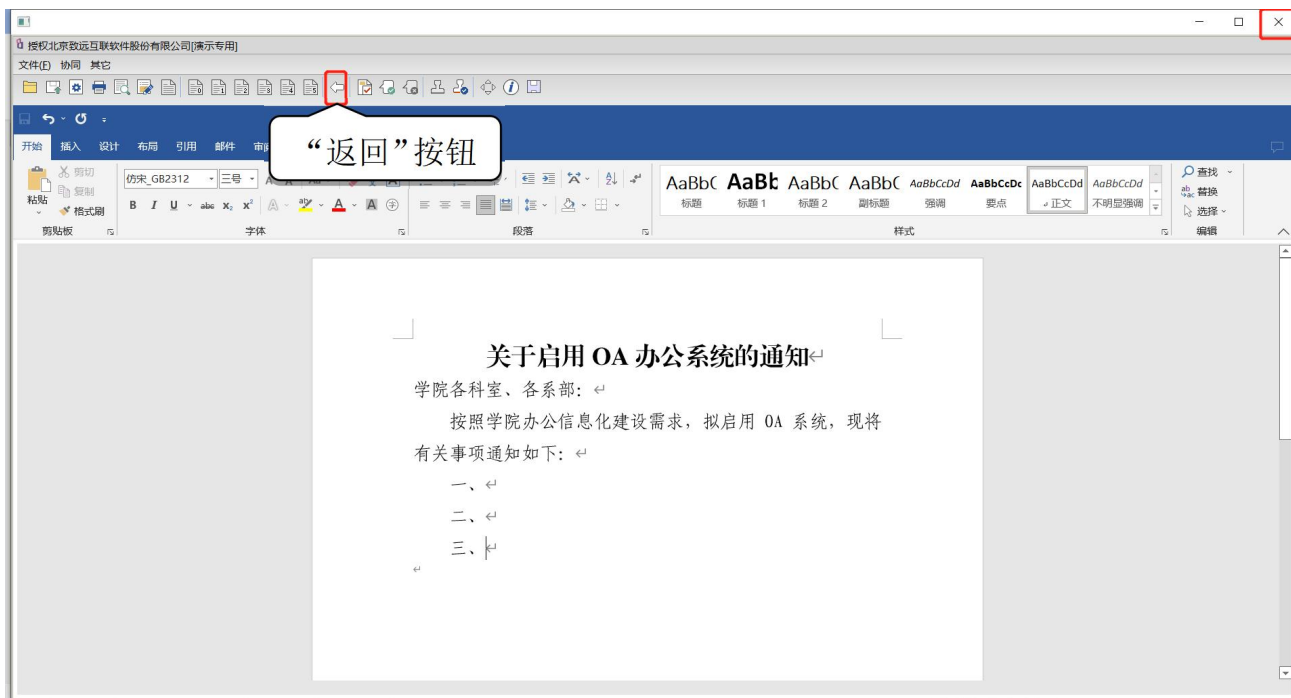 授权北京致远互联软件股份有限公司[演示专用]
文件(F) 协同 其它
开始 插入 设计 布局 引用 邮件
“返回”按钮
粘贴 剪切 复制 格式刷
仿宋_GB2312 三号
B I U abc X₂ X² A ab A A 字
AaBb( AaBb AaBb( AaBb( AaBbCcDd AaBbCcDc AaBbCcDd AaBbCcDd
标题 标题 1 标题 2 副标题 强调 要点 正文 不明显强调
查找
替换
选择
剪贴板 字体 段落 样式 编辑
关于启用 OA 办公系统的通知
学院各科室、各系部：
按照学院办公信息化建设需求，拟启用 OA 系统，现将
有关事项通知如下：
一、
二、
三、